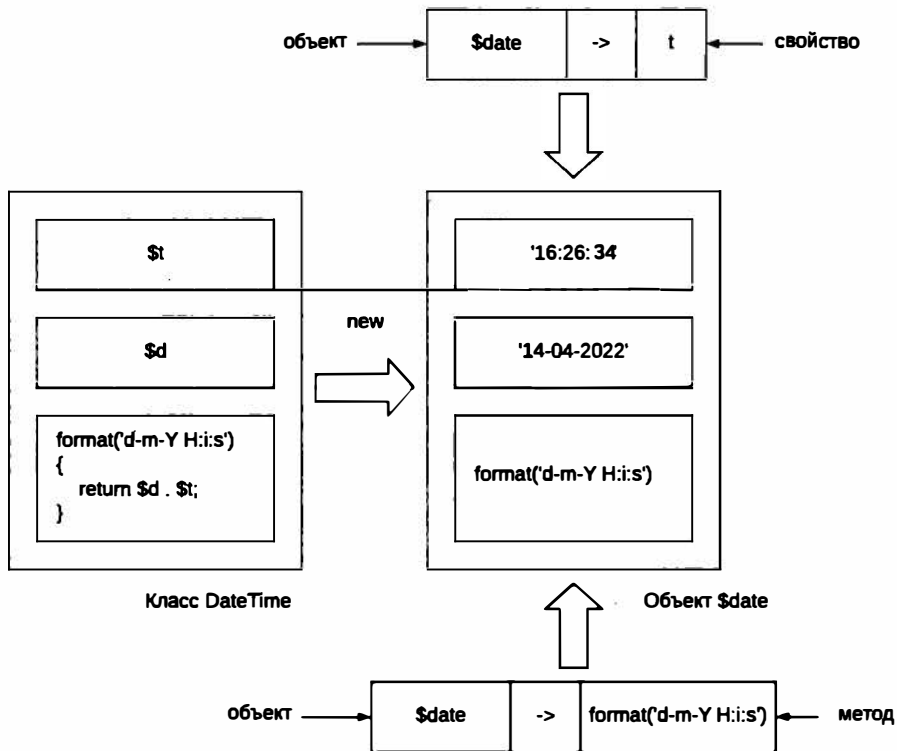 объект $date -> t свойство
$t '16:26:34'
new
$d '14-04-2022'
format('d-m-Y H:i:s')
{
return $d . $t;
}
format('d-m-Y H:i:s')
Класс DateTime Объект $date
объект $date -> format('d-m-Y H:i:s') метод